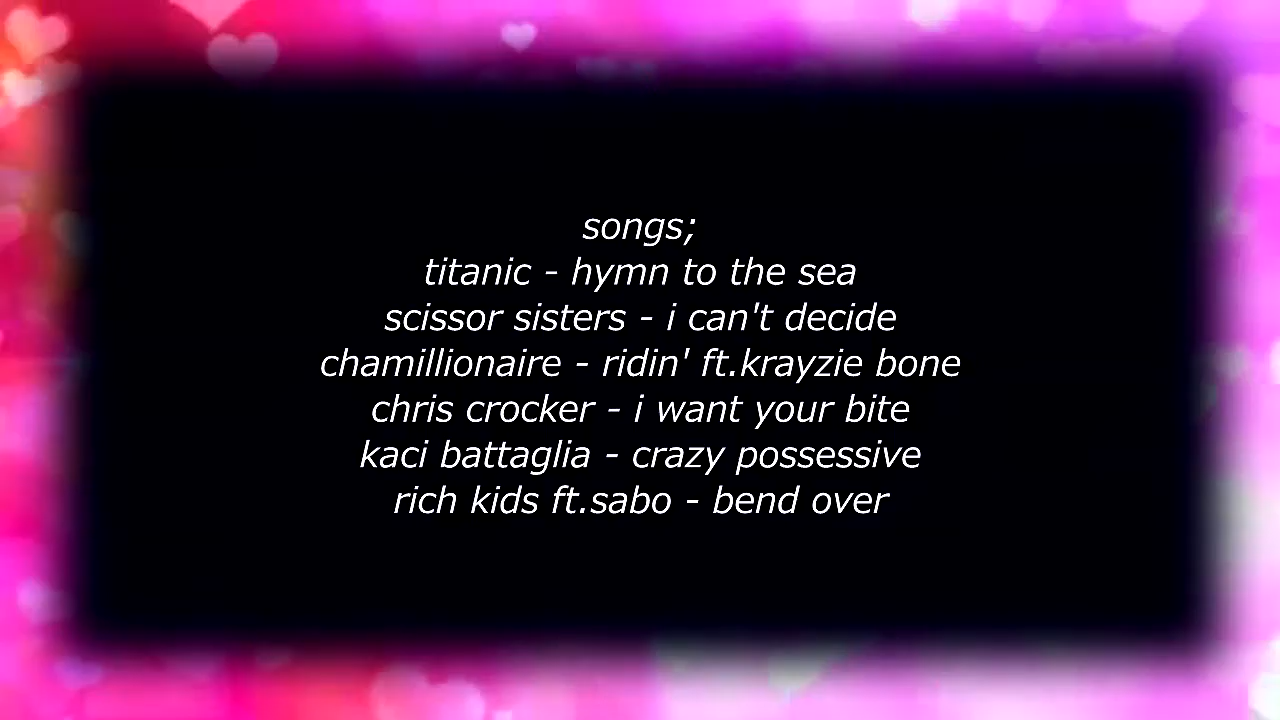 songs;
titanic - hymn to the sea
scissor sisters - i can't decide
chamillionaire - ridin' ft.krayzie bone
chris crocker - i want your bite
kaci battaglia - crazy possessive
rich kids ft.sabo - bend over